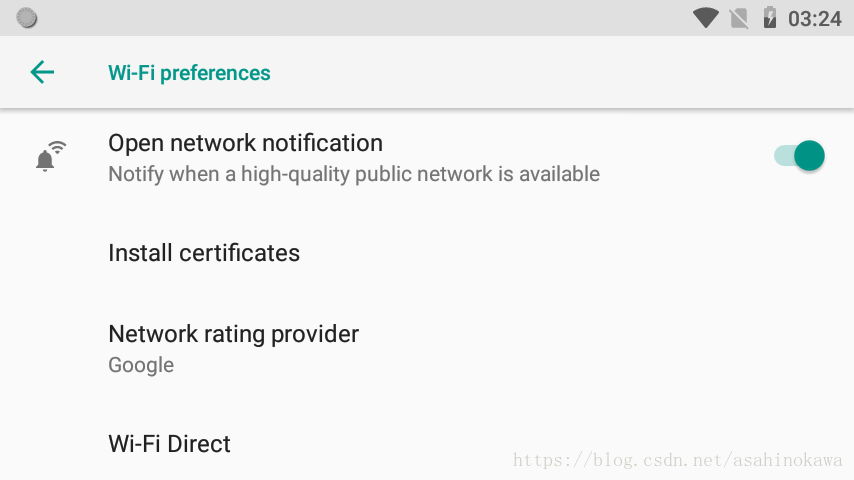 03:24
Wi-Fi preferences
Open network notification
Notify when a high-quality public network is available
Install certificates
Network rating provider
Google
Wi-Fi Direct
https://blog.csdn.net/asahinokawa